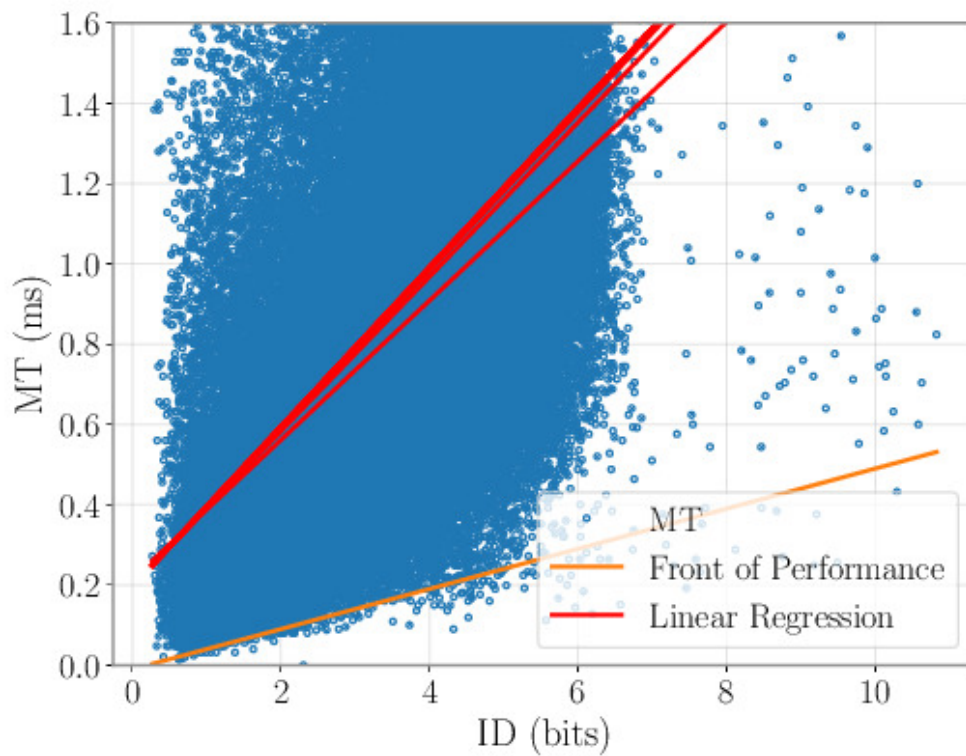 1.6
1.4
1.2
1.0
0.8
0.6
0.4
0.2
0.0
MT (ms)
MT
Front of Performance
Linear Regression
0 2 4 6 8 10
ID (bits)